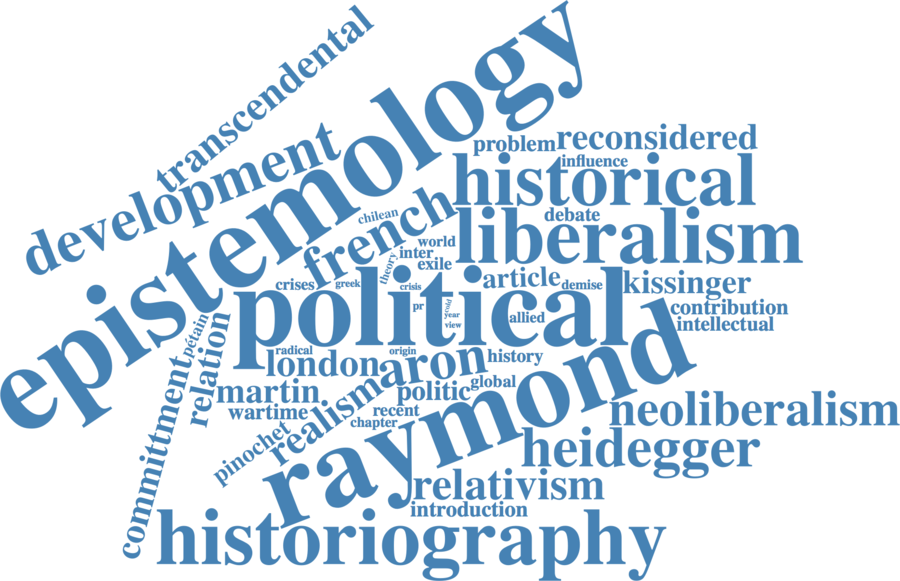 transcendental
epistemology
development
problem
reconsidered
influence
historical
chilean
french
debate
liberalism
world
inter
theory
exile
crises
greek
crisis
article
demise
kissinger
political
pr
cold
year
view
allied
contribution
intellectual
pétain
relation
commitment
radical
origin
london
aron
history
martin
politic
global
wartime
realism
recent
chapter
raymond
neoliberalism
pinochet
heidegger
relativism
introduction
historiography